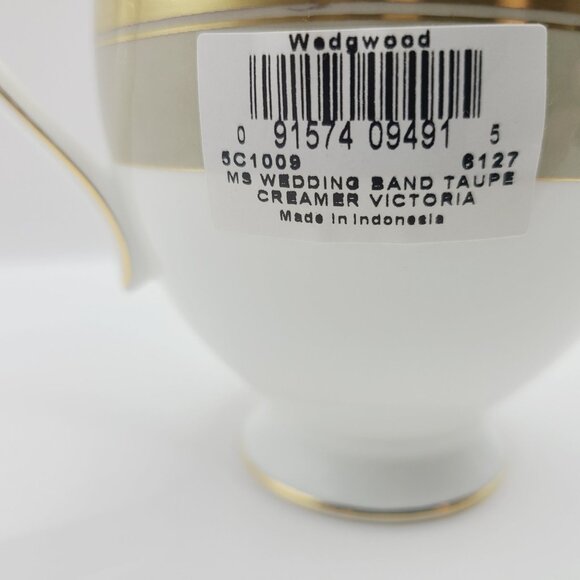 Wedgwood
0 91574 09491 5
5C1009 6127
MS WEDDING BAND TAUPE
CREAMER VICTORIA
Made in Indonesia